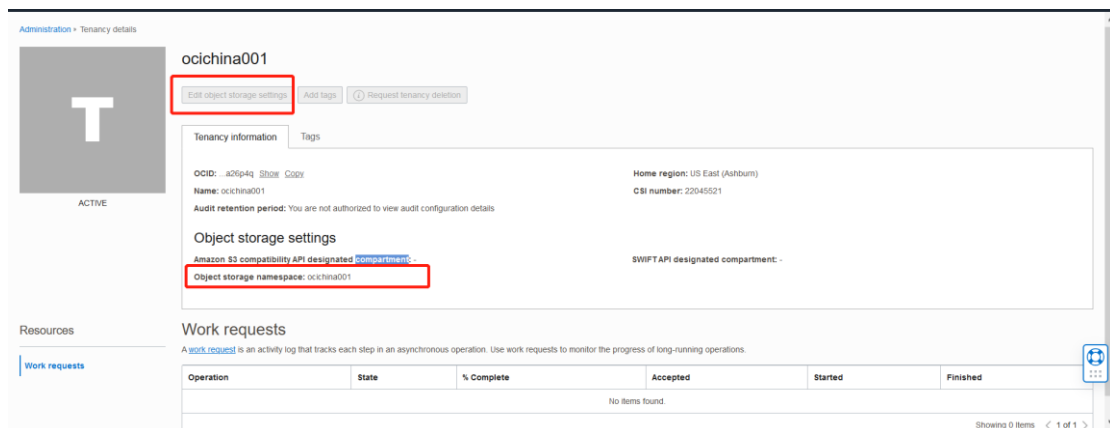 Administration » Tenancy details
ocichina001
Edit object storage settings Add tags Request tenancy deletion
T
ACTIVE
Tenancy information Tags
OCID: ...a26p4q Show Copy
Home region: US East (Ashburn)
Name: ocichina001
CSI number: 22045521
Audit retention period: You are not authorized to view audit configuration details
Object storage settings
Amazon S3 compatibility API designated compartment: -
SWIFT API designated compartment: -
Object storage namespace: ocichina001
Resources
Work requests
Work requests
A work request is an activity log that tracks each step in an asynchronous operation. Use work requests to monitor the progress of long-running operations.
Operation State % Complete Accepted Started Finished
No items found.
Showing 0 Items < 1 of 1 >